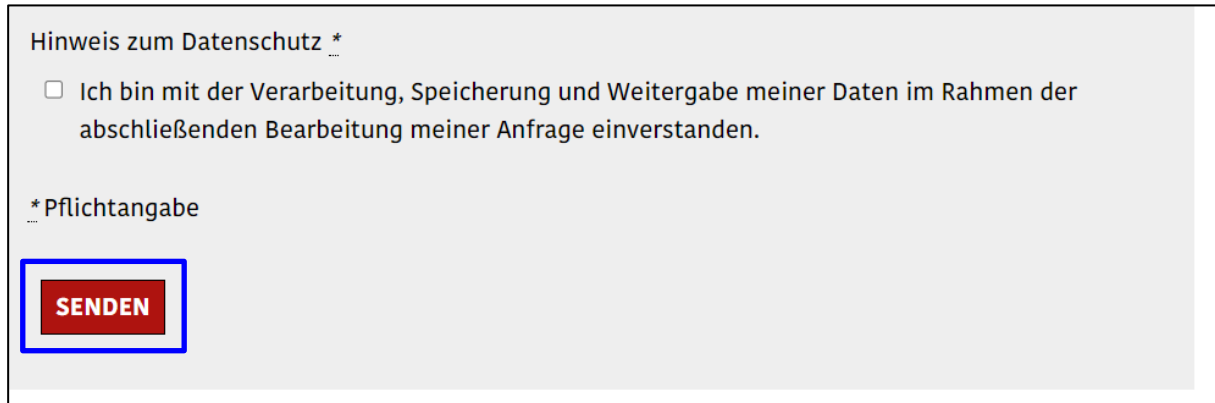 Hinweis zum Datenschutz *
Ich bin mit der Verarbeitung, Speicherung und Weitergabe meiner Daten im Rahmen der
abschließenden Bearbeitung meiner Anfrage einverstanden.
* Pflichtangabe
SENDEN